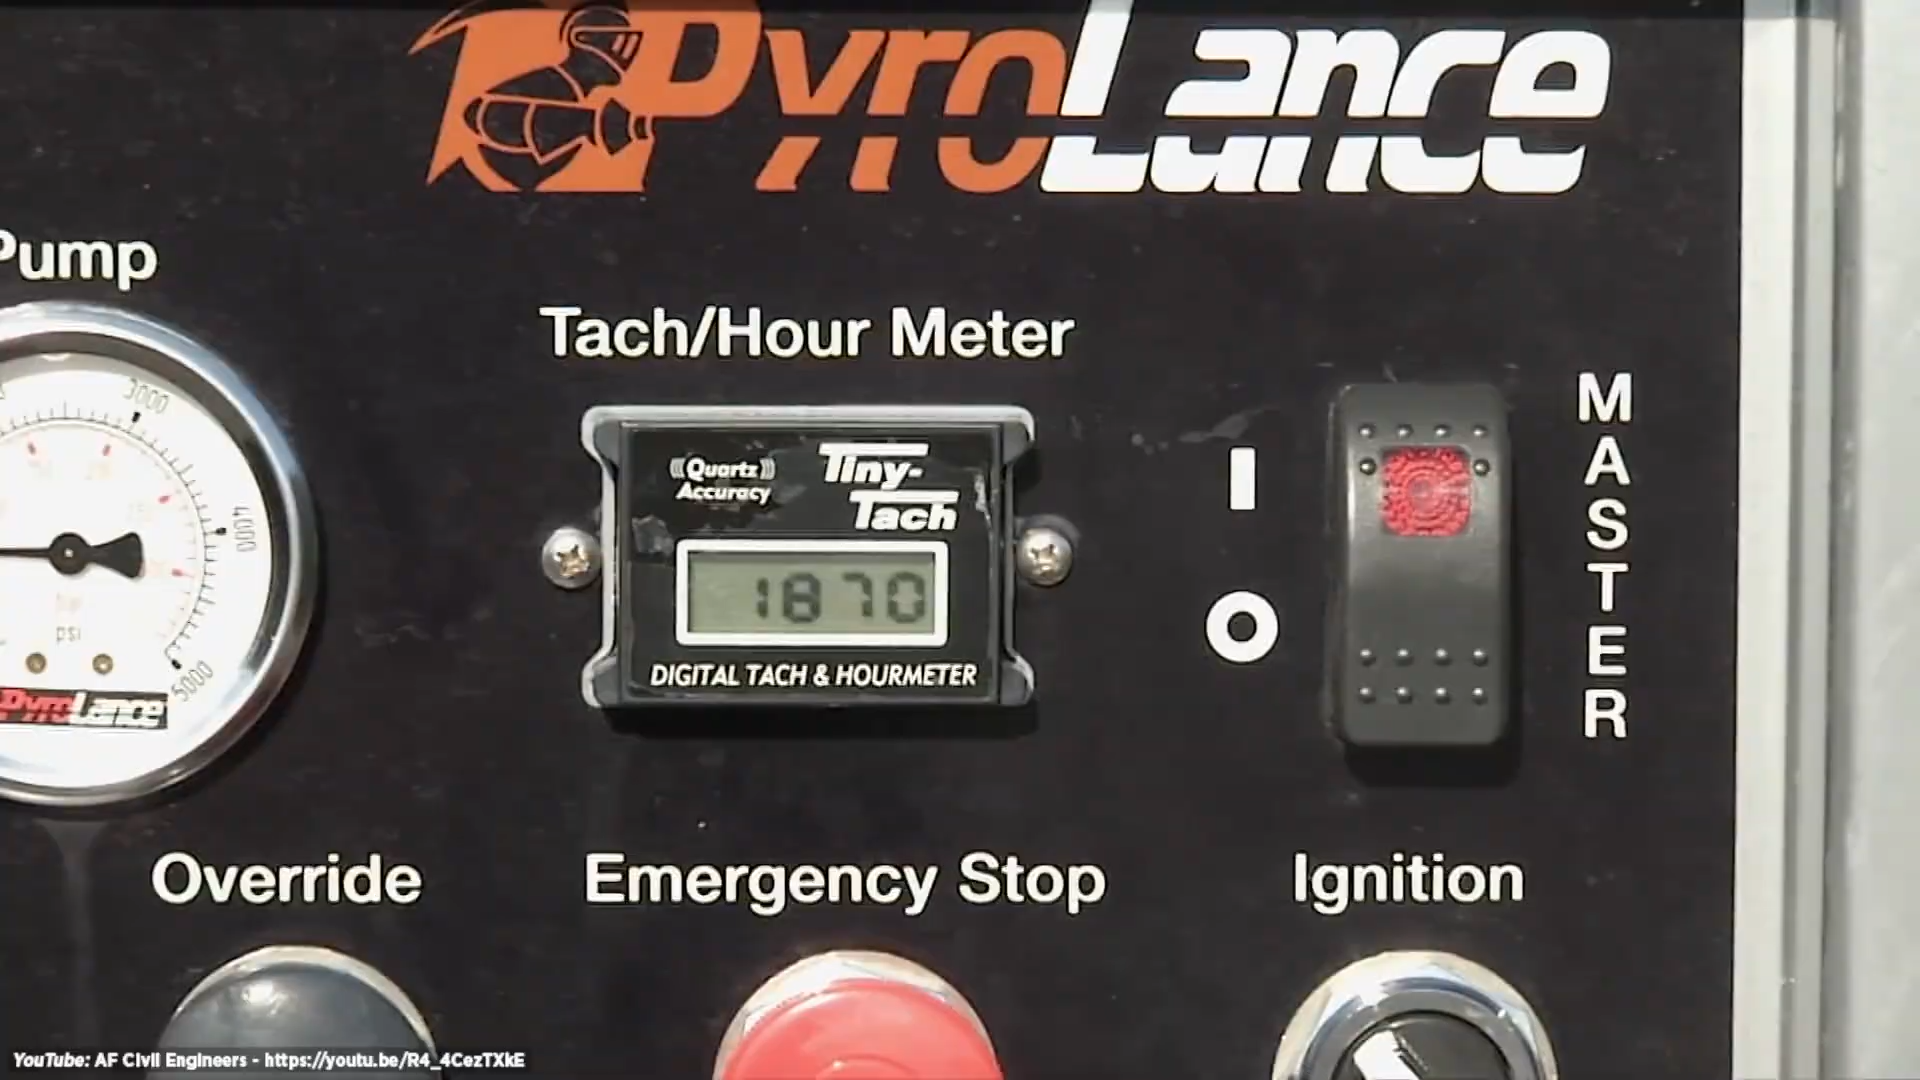 PyroLance
Pump
Tach/Hour Meter
3000
4000
5000
psi
PyroLance
Quartz
Accuracy
Tiny-
Tach
1870
DIGITAL TACH & HOURMETER
I
O
MASTER
Override
Emergency Stop
Ignition
YouTube: AF Civil Engineers - https://youtu.be/R4_4CezTXkE